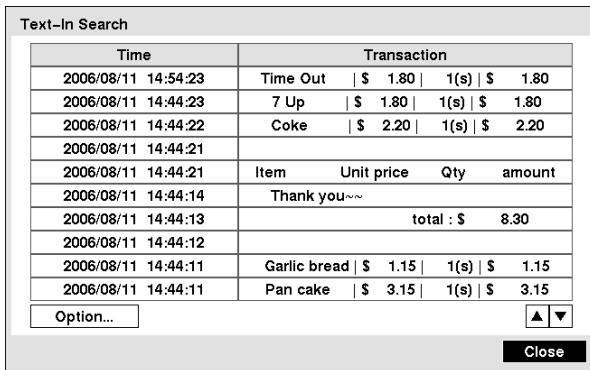 Text-In Search
Time Transaction
2006/08/11 14:54:23 Time Out | $ 1.80 | 1(s) | $ 1.80
2006/08/11 14:44:23 7 Up | $ 1.80 | 1(s) | $ 1.80
2006/08/11 14:44:22 Coke | $ 2.20 | 1(s) | $ 2.20
2006/08/11 14:44:21
2006/08/11 14:44:21 Item Unit price Qty amount
2006/08/11 14:44:14 Thank you~~
2006/08/11 14:44:13 total : $ 8.30
2006/08/11 14:44:12
2006/08/11 14:44:11 Garlic bread | $ 1.15 | 1(s) | $ 1.15
2006/08/11 14:44:11 Pan cake | $ 3.15 | 1(s) | $ 3.15
Option... ▲ ▼
Close